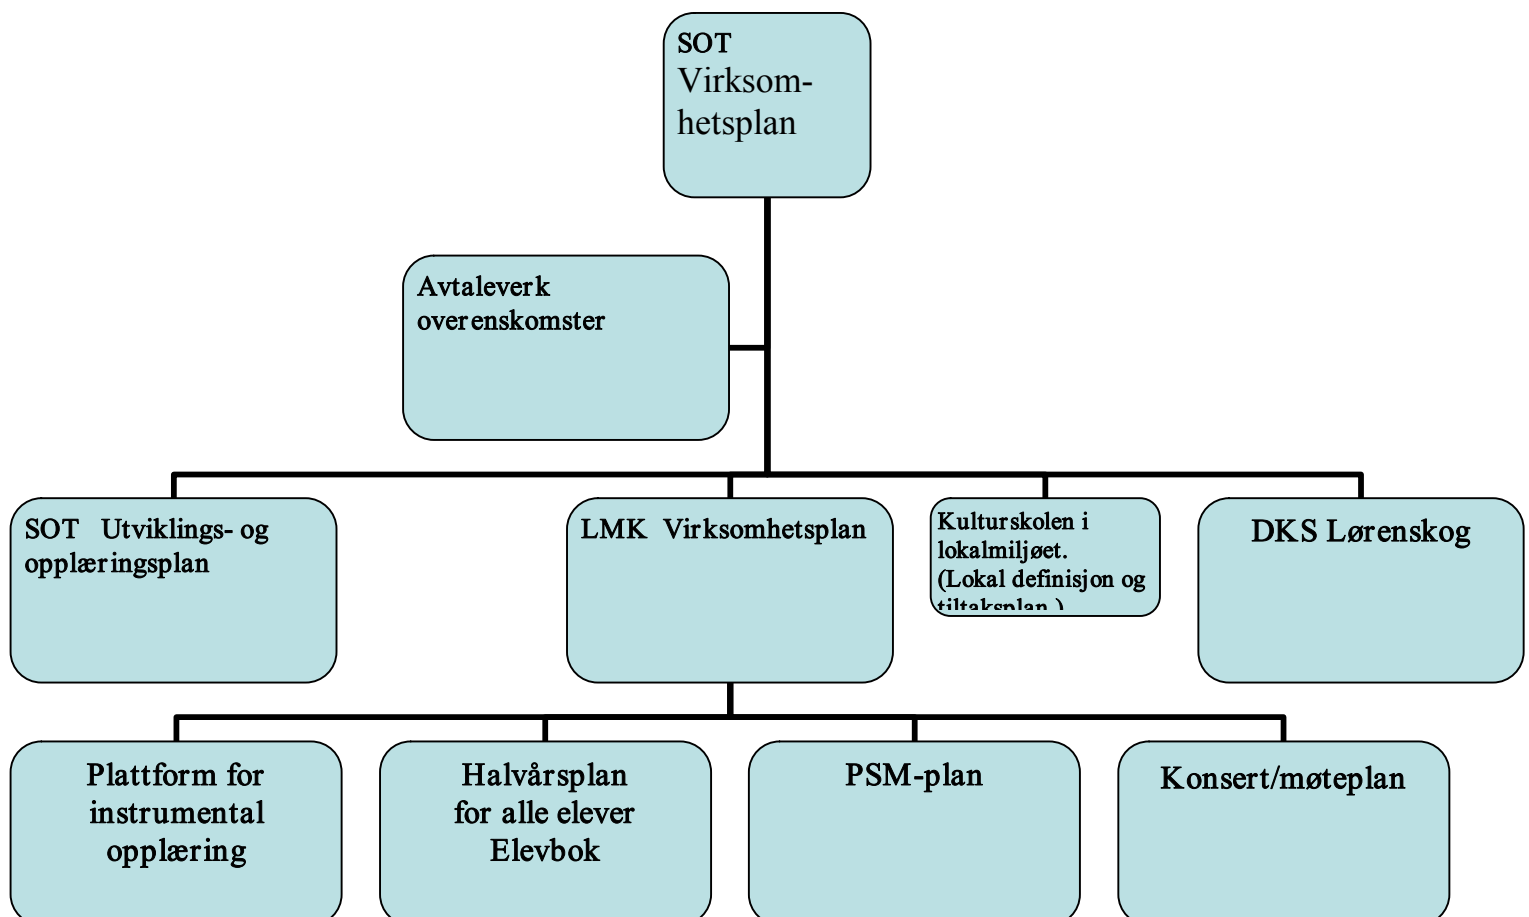 SOT
Virksom-
hetsplan
Avtaleverk
overenskomster
SOT Utviklings- og
opplæringsplan
LMK Virksomhetsplan
Kulturskolen i
lokalmiljøet.
(Lokal definisjon og
tiltaksplan )
DKS Lørenskog
Plattform for
instrumental
opplæring
Halvårsplan
for alle elever
Elevbok
PSM-plan
Konsert/møteplan